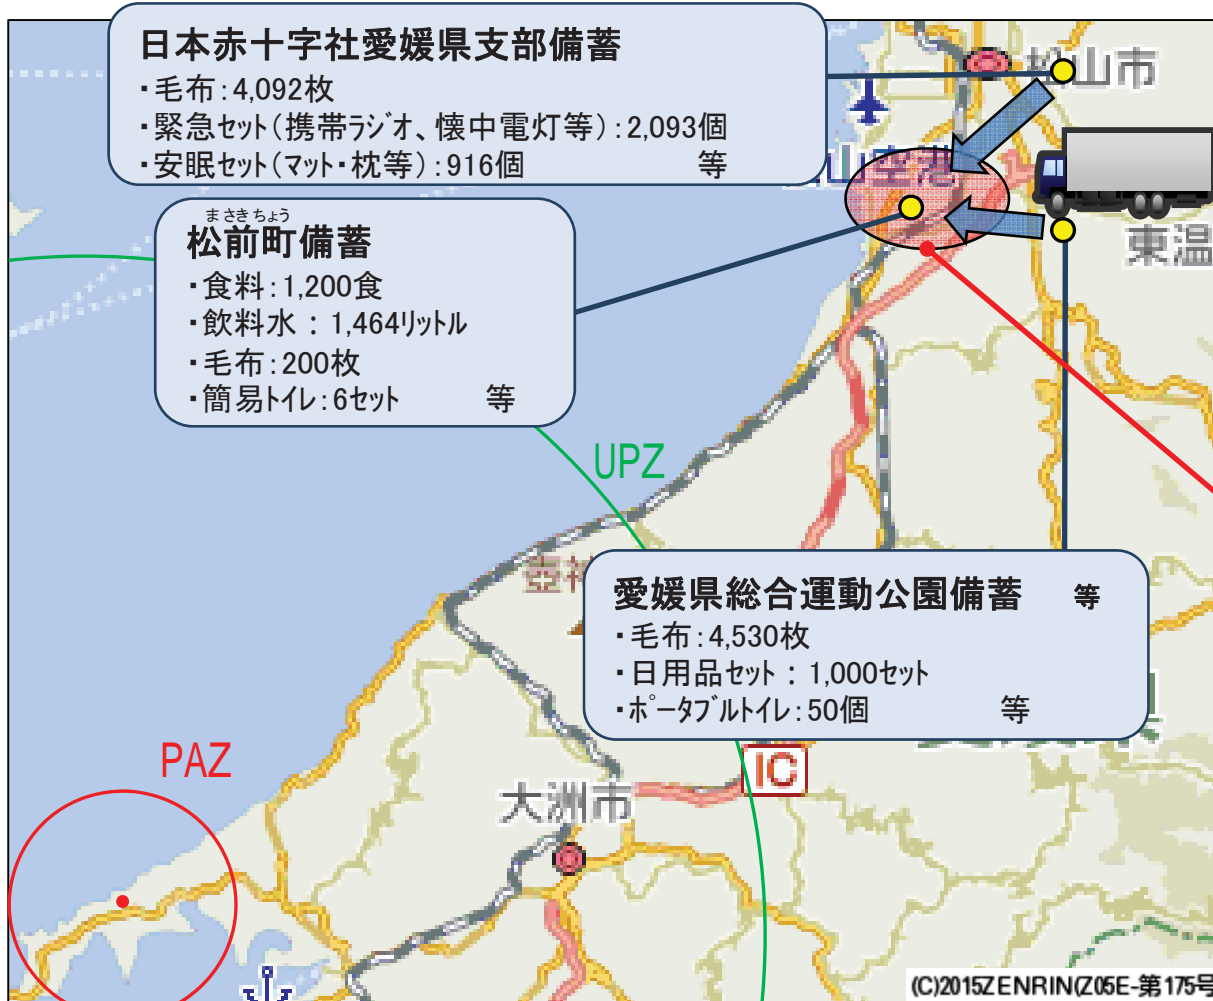 日本赤十字社愛媛県支部備蓄
・毛布:4,092枚
・緊急セット(携帯ラジオ、懐中電灯等):2,093個
・安眠セット(マット・枕等):916個 等
松山市
山空港
まさきちょう
松前町備蓄
・食料:1,200食
・飲料水:1,464リットル
・毛布:200枚
・簡易トイレ:6セット 等
東温
UPZ
愛媛県総合運動公園備蓄 等
・毛布:4,530枚
・日用品セット:1,000セット
・ポータブルトイレ:50個 等
PAZ
IC
大洲市
(C)2015ZENRIN(Z05E-第175号